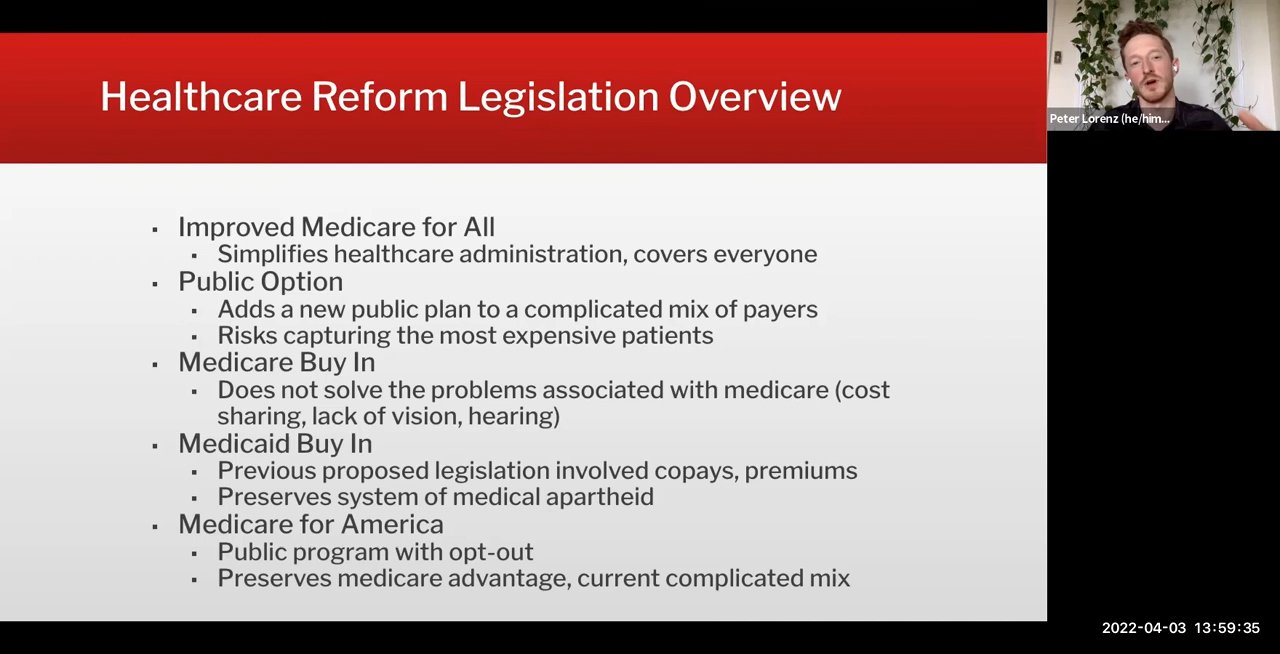 Healthcare Reform Legislation Overview
Peter Lorenz (he/him...
▪ Improved Medicare for All
▪ Simplifies healthcare administration, covers everyone
▪ Public Option
▪ Adds a new public plan to a complicated mix of payers
▪ Risks capturing the most expensive patients
▪ Medicare Buy In
▪ Does not solve the problems associated with medicare (cost
sharing, lack of vision, hearing)
▪ Medicaid Buy In
▪ Previous proposed legislation involved copays, premiums
▪ Preserves system of medical apartheid
▪ Medicare for America
▪ Public program with opt-out
▪ Preserves medicare advantage, current complicated mix
2022-04-03 13:59:35